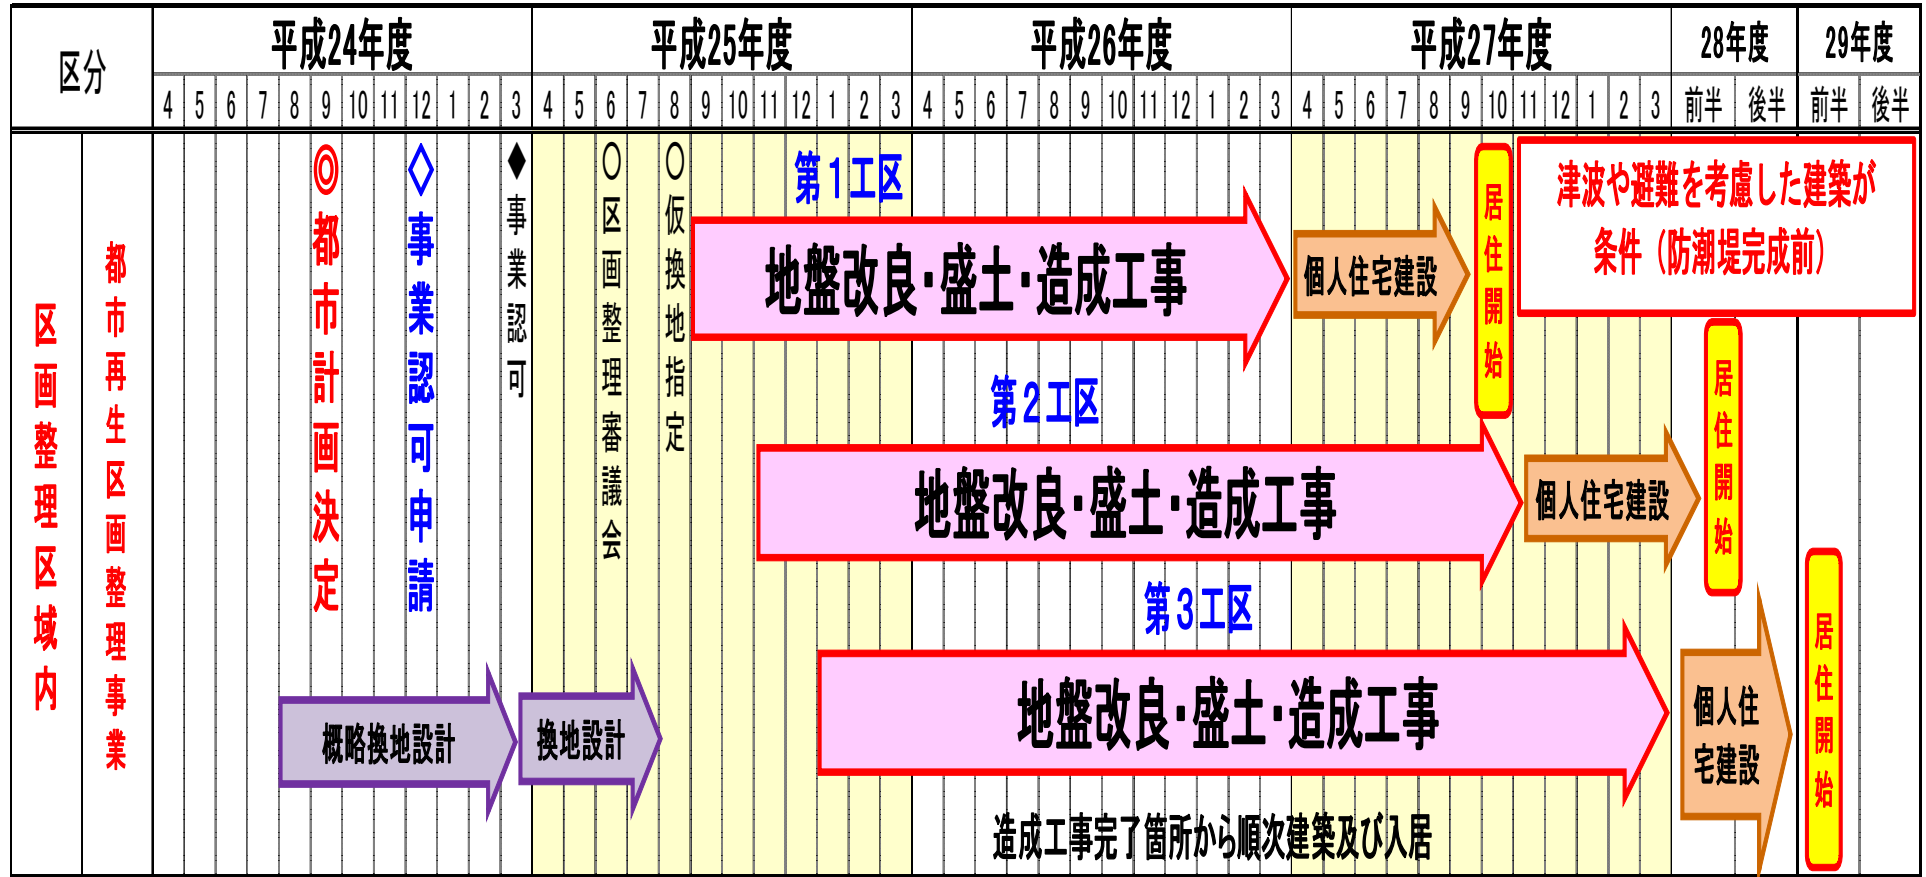 区分
平成24年度
平成25年度
平成26年度
平成27年度
28年度
29年度
4 5 6 7 8 9 10 11 12 1 2 3
4 5 6 7 8 9 10 11 12 1 2 3
4 5 6 7 8 9 10 11 12 1 2 3
4 5 6 7 8 9 10 11 12 1 2 3
前半 後半
前半 後半
区画整理区域内
都市再生区画整理事業
◎都市計画決定
◇事業認可申請
◆事業認可
○区画整理審議会
○仮換地指定
第1工区
地盤改良・盛土・造成工事
個人住宅建設
居住開始
津波や避難を考慮した建築が
条件（防潮堤完成前）
第2工区
地盤改良・盛土・造成工事
個人住宅建設
居住開始
第3工区
地盤改良・盛土・造成工事
個人住
宅建設
居住開始
概略換地設計
換地設計
造成工事完了箇所から順次建築及び入居